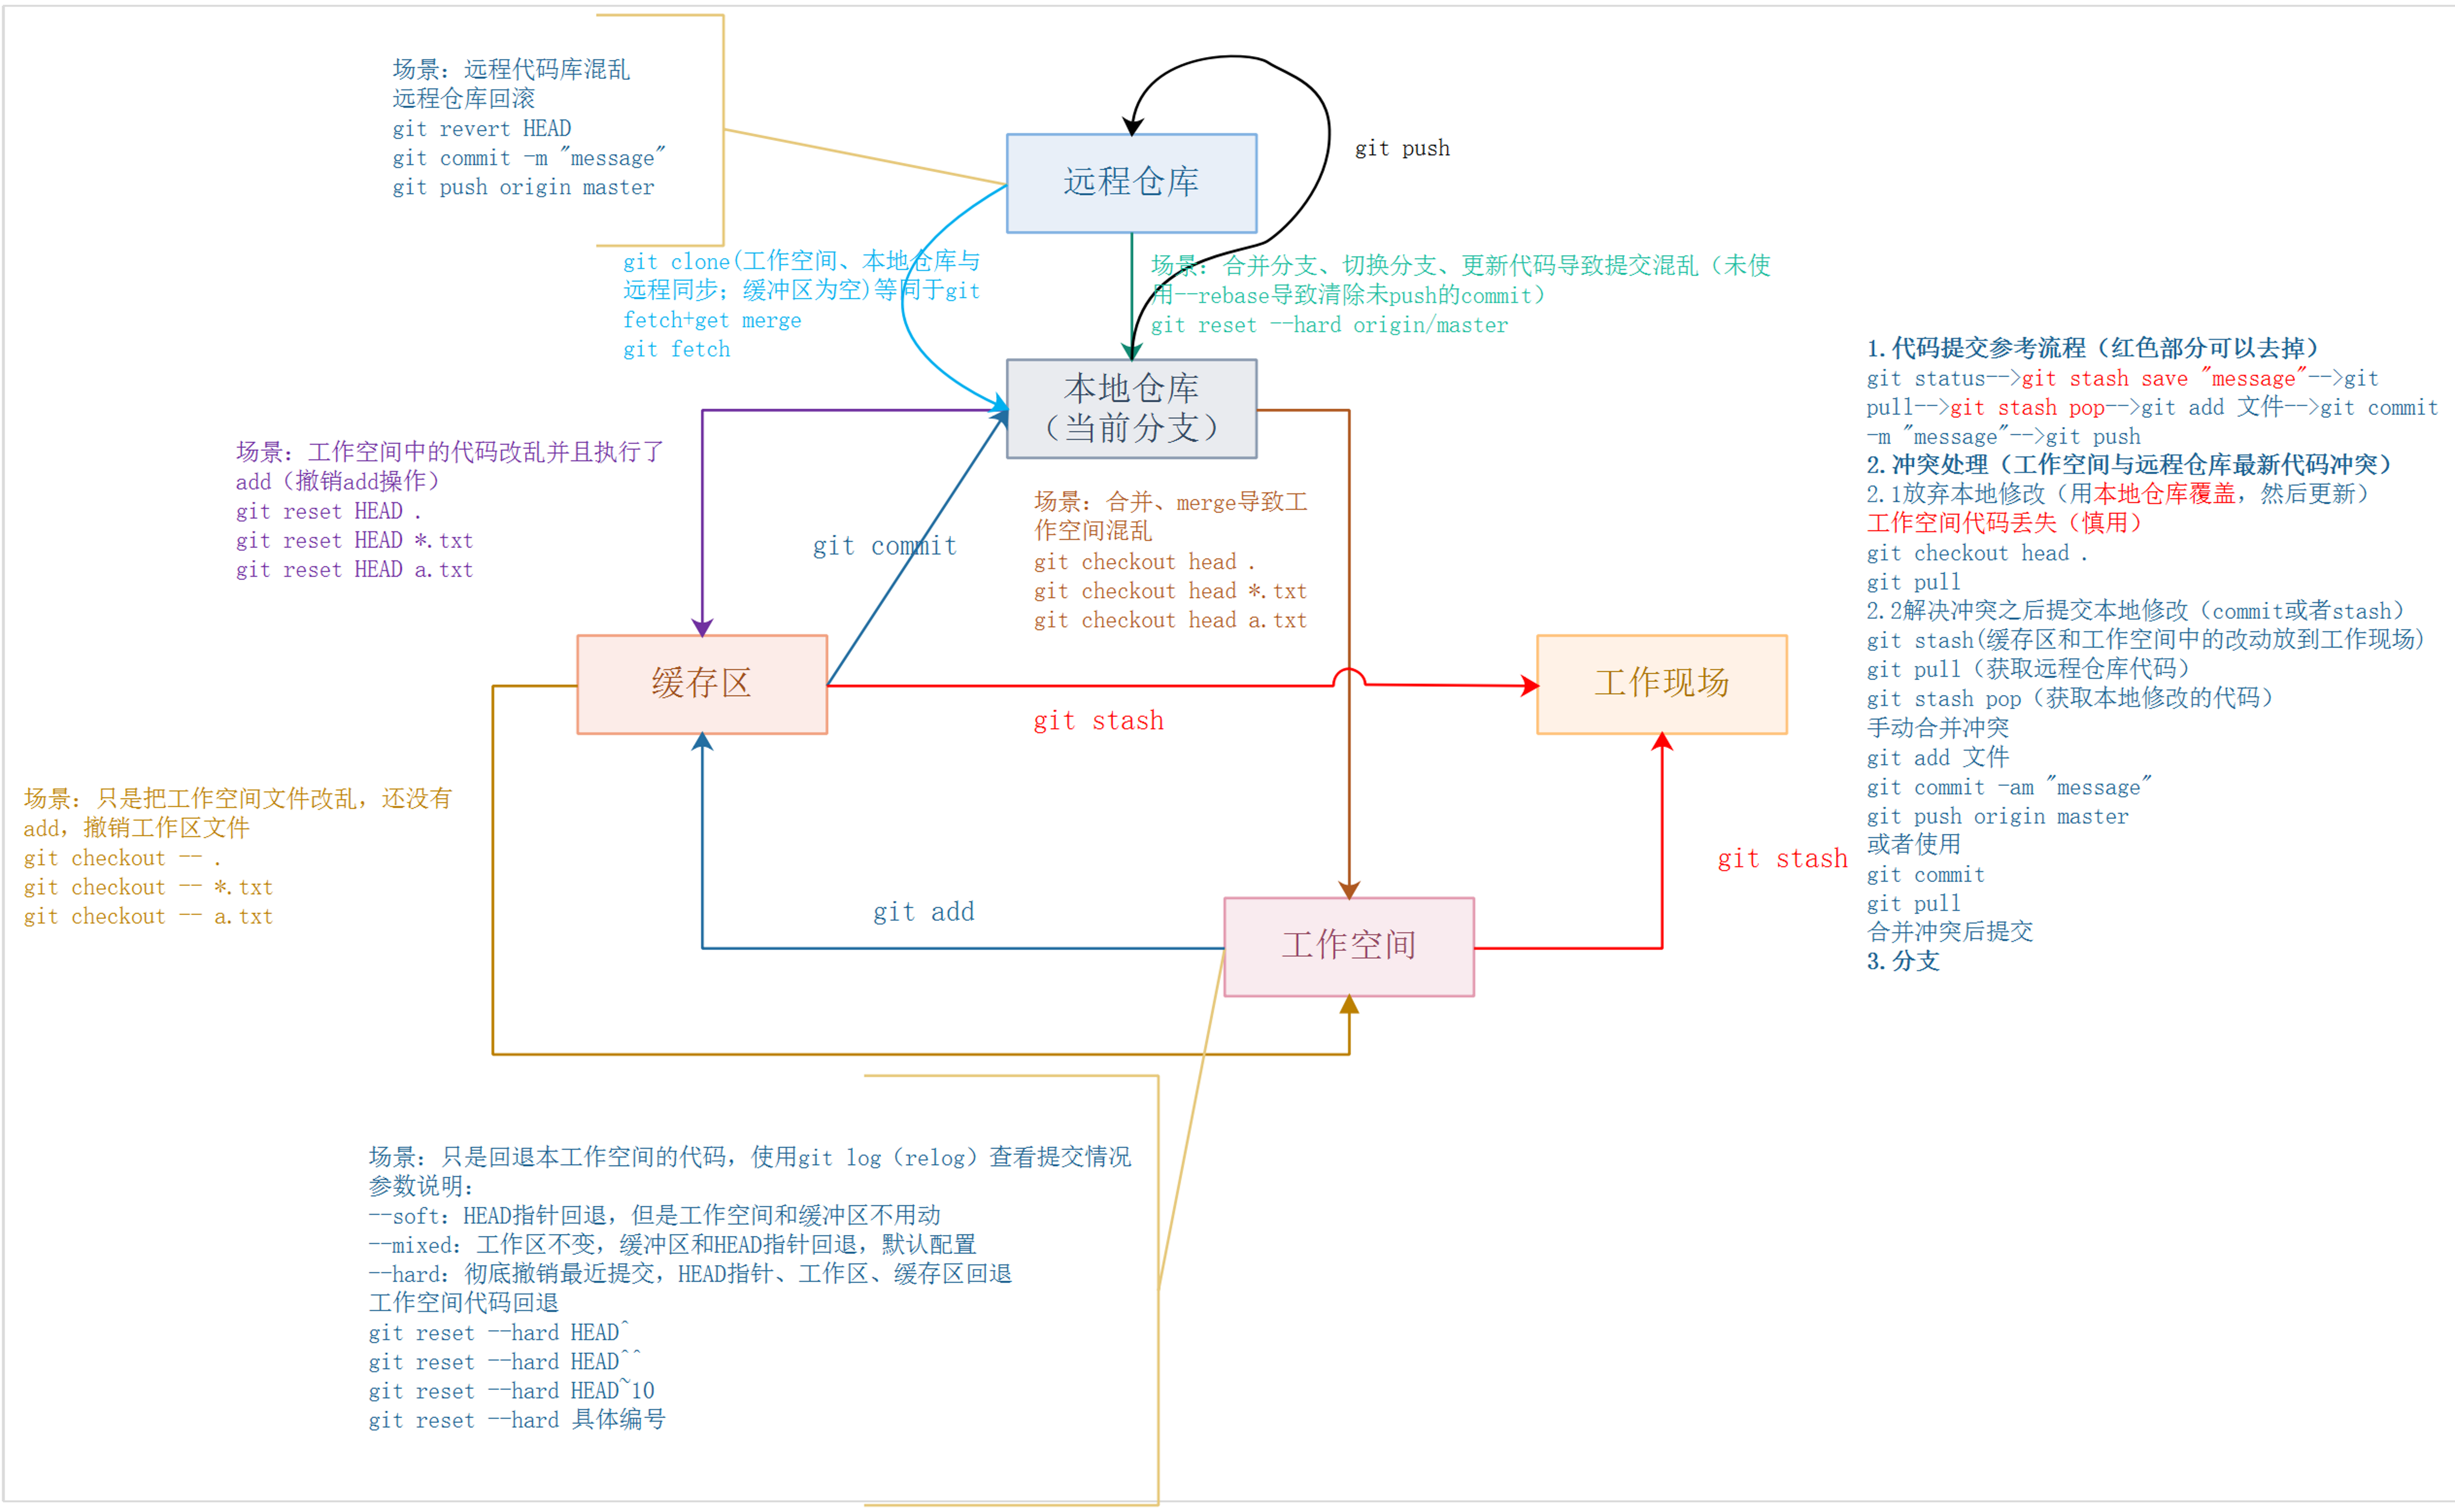 场景：远程代码库混乱
远程仓库回滚
git revert HEAD
git commit -m "message"
git push origin master
远程仓库
git push
git clone(工作空间、本地仓库与
远程同步；缓冲区为空)等同于git
fetch+get merge
git fetch
场景：合并分支、切换分支、更新代码导致提交混乱（未使
用--rebase导致清除未push的commit）
git reset --hard origin/master
本地仓库
（当前分支）
场景：工作空间中的代码改乱并且执行了
add（撤销add操作）
git reset HEAD .
git reset HEAD *.txt
git reset HEAD a.txt
git commit
场景：合并、merge导致工
作空间混乱
git checkout head .
git checkout head *.txt
git checkout head a.txt
缓存区
git stash
工作现场
场景：只是把工作空间文件改乱，还没有
add，撤销工作区文件
git checkout -- .
git checkout -- *.txt
git checkout -- a.txt
git add
工作空间
git stash
1.代码提交参考流程（红色部分可以去掉）
git status-->git stash save "message"-->git
pull-->git stash pop-->git add 文件-->git commit
-m "message"-->git push
2.冲突处理（工作空间与远程仓库最新代码冲突）
2.1放弃本地修改（用本地仓库覆盖，然后更新）
工作空间代码丢失（慎用）
git checkout head .
git pull
2.2解决冲突之后提交本地修改（commit或者stash）
git stash(缓存区和工作空间中的改动放到工作现场)
git pull（获取远程仓库代码）
git stash pop（获取本地修改的代码）
手动合并冲突
git add 文件
git commit -am "message"
git push origin master
或者使用
git commit
git pull
合并冲突后提交
3.分支
场景：只是回退本工作空间的代码，使用git log（relog）查看提交情况
参数说明：
--soft：HEAD指针回退，但是工作空间和缓冲区不用动
--mixed：工作区不变，缓冲区和HEAD指针回退，默认配置
--hard：彻底撤销最近提交，HEAD指针、工作区、缓存区回退
工作空间代码回退
git reset --hard HEAD^
git reset --hard HEAD^^
git reset --hard HEAD~10
git reset --hard 具体编号